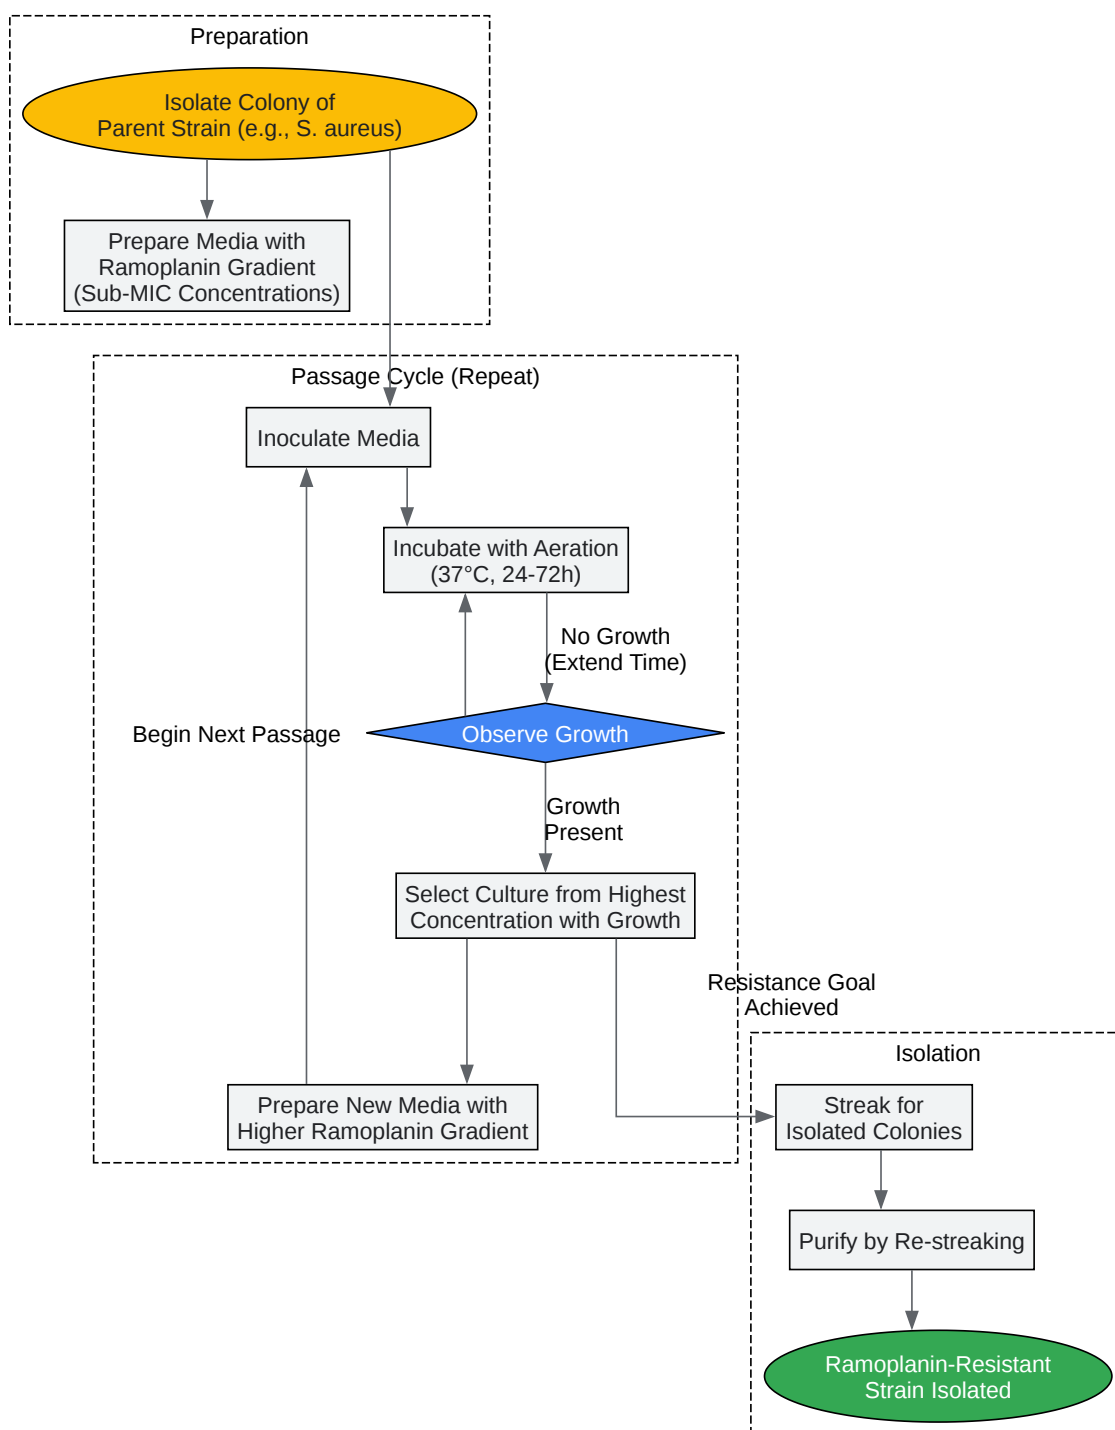 Preparation
Isolate Colony of
Parent Strain (e.g., S. aureus)
Prepare Media with
Ramoplanin Gradient
(Sub-MIC Concentrations)
Passage Cycle (Repeat)
Inoculate Media
Incubate with Aeration
(37°C, 24-72h)
No Growth
(Extend Time)
Begin Next Passage
Observe Growth
Growth
Present
Select Culture from Highest
Concentration with Growth
Resistance Goal
Achieved
Isolation
Prepare New Media with
Higher Ramoplanin Gradient
Streak for
Isolated Colonies
Purify by Re-streaking
Ramoplanin-Resistant
Strain Isolated